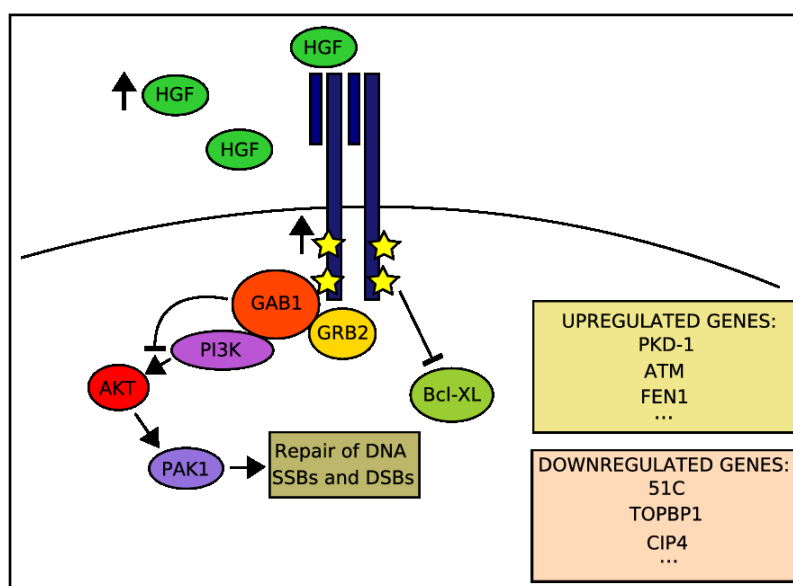 HGF
HGF
HGF
GAB1
GRB2
PI3K
AKT
Bcl-XL
PAK1
Repair of DNA
SSBs and DSBs
UPREGULATED GENES:
PKD-1
ATM
FEN1
...
DOWNREGULATED GENES:
51C
TOPBP1
CIP4
...